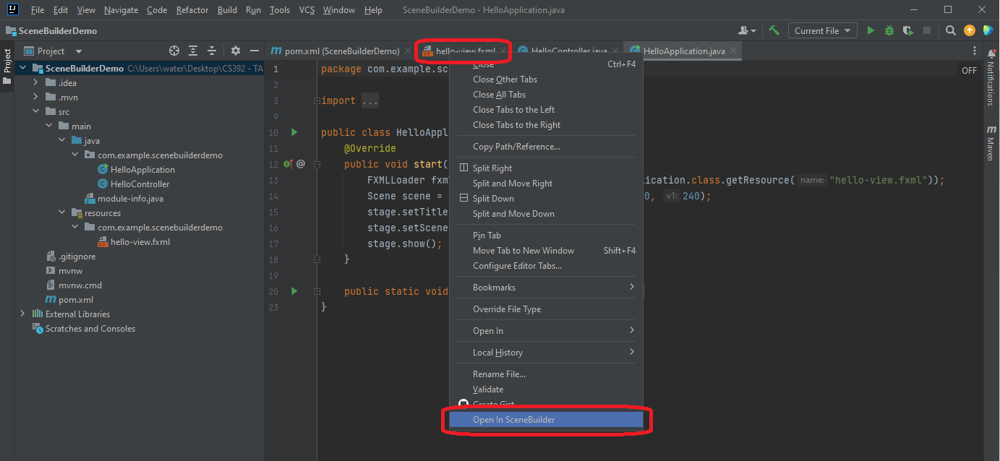 IJ File Edit View Navigate Code Refactor Build Run Tools VCS Window Help SceneBuilderDemo - HelloApplication.java
SceneBuilderDemo Current File
Project Project pom.xml (SceneBuilderDemo) hello-view.fxml HelloController.java HelloApplication.java
SceneBuilderDemo C:\Users\water\Desktop\CS392 - TA
.idea
.mvn
src
main
java
com.example.scenebuilderdemo
HelloApplication
HelloController
module-info.java
resources
com.example.scenebuilderdemo
hello-view.fxml
.gitignore
mvnw
mvnw.cmd
pom.xml
External Libraries
Scratches and Consoles
1 package com.example.sc
2
3 import ...
9
10 public class HelloAppl
11 @Override
12 public void start(
13 FXMLLoader fxm ication.class.getResource( name: "hello-view.fxml"));
14 Scene scene = 0, v1: 240);
15 stage.setTitle
16 stage.setScene
17 stage.show();
18 }
19
20 public static void
23 }
OFF
Close Ctrl+F4
Close Other Tabs
Close All Tabs
Close Tabs to the Left
Close Tabs to the Right
Copy Path/Reference...
Split Right
Split and Move Right
Split Down
Split and Move Down
Pin Tab
Move Tab to New Window Shift+F4
Configure Editor Tabs...
Bookmarks
Override File Type
Open In
Local History
Rename File...
Validate
Create Gist
Open In SceneBuilder
Notifications
m Maven